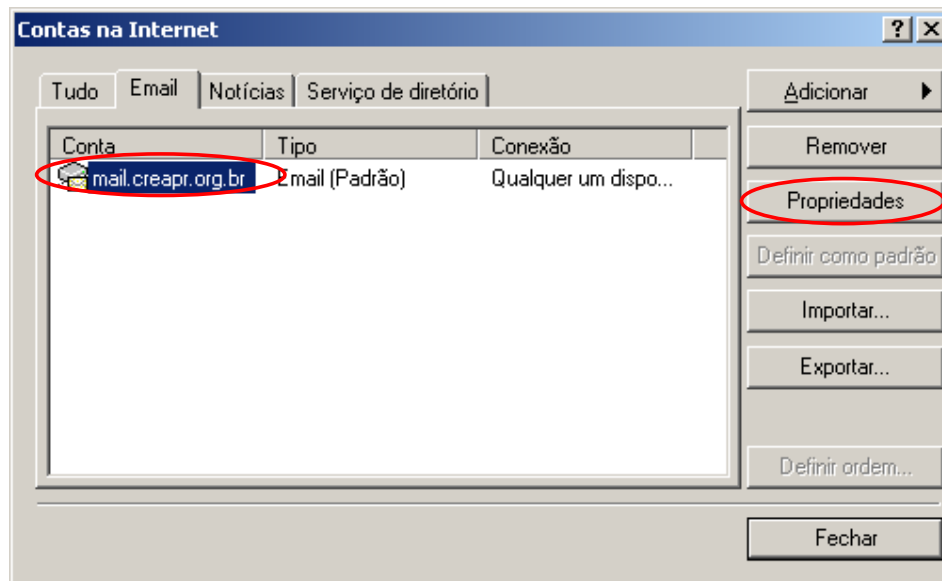 Contas na Internet
Tudo Email Notícias Serviço de diretório
Conta Tipo Conexão
mail.creapr.org.br Email (Padrão) Qualquer um dispo...
Adicionar
Remover
Propriedades
Definir como padrão
Importar...
Exportar...
Definir ordem...
Fechar